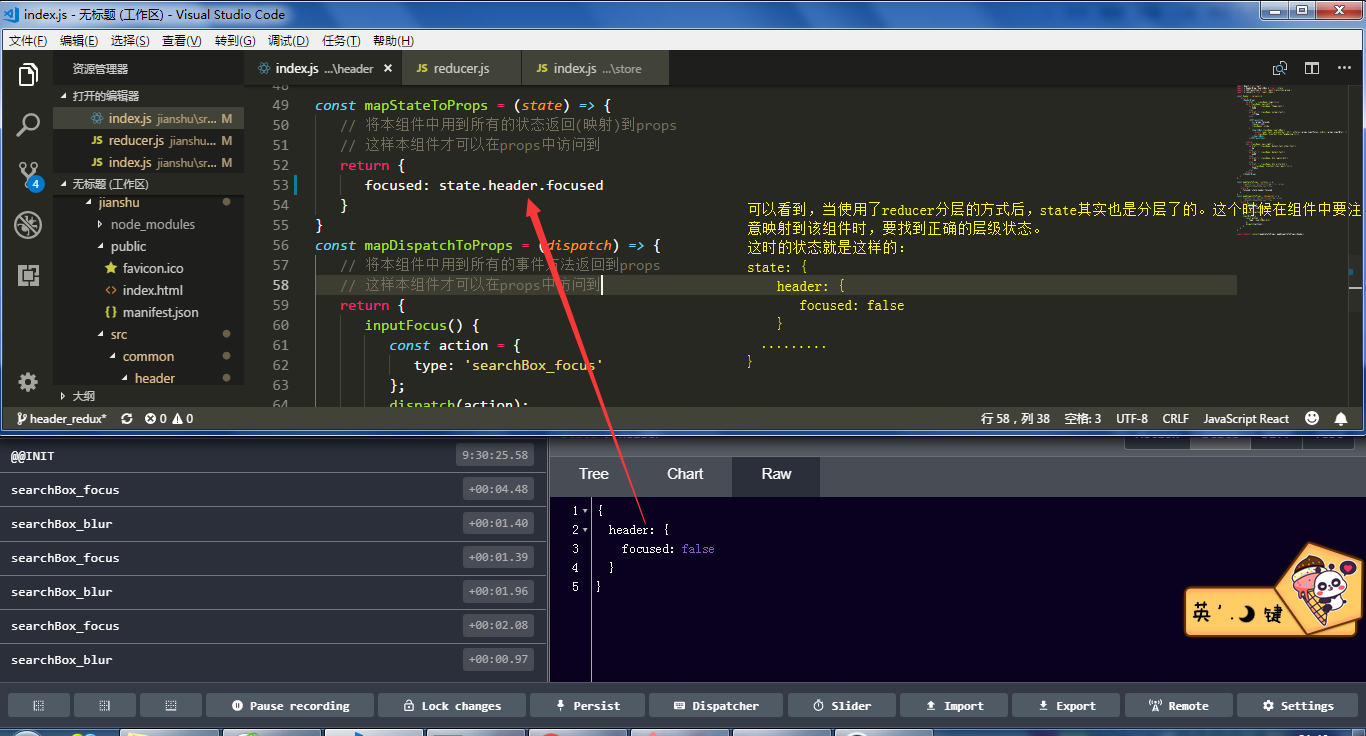 index.js - 无标题 (工作区) - Visual Studio Code
文件(F) 编辑(E) 选择(S) 查看(V) 转到(G) 调试(D) 任务(T) 帮助(H)
资源管理器
index.js ...\header ×
JS reducer.js
JS index.js ...\store
打开的编辑器
index.js jianshu\sr... M
JS reducer.js jianshu... M
JS index.js jianshu\sr... M
4
无标题 (工作区)
jianshu
node_modules
public
favicon.ico
<> index.html
{} manifest.json
src
common
header
大纲
48
49 const mapStateToProps = (state) => {
50 // 将本组件中用到所有的状态返回(映射)到props
51 // 这样本组件才可以在props中访问到
52 return {
53 focused: state.header.focused
54 }
55 }
56 const mapDispatchToProps = (dispatch) => {
57 // 将本组件中用到所有的事件方法返回到props
58 // 这样本组件才可以在props中访问到
59 return {
60 inputFocus() {
61 const action = {
62 type: 'searchBox_focus'
63 };
64 dispatch(action);
可以看到，当使用了reducer分层的方式后，state其实也是分层了的。这个时候在组件中要注
意映射到该组件时，要找到正确的层级状态。
这时的状态就是这样的：
state: {
header: {
focused: false
}
.........
}
header_redux* 0 0 行 58，列 38 空格: 3 UTF-8 CRLF JavaScript React
@@INIT 9:30:25.58
searchBox_focus +00:04.48
searchBox_blur +00:01.40
searchBox_focus +00:01.39
searchBox_blur +00:01.96
searchBox_focus +00:02.08
searchBox_blur +00:00.97
Tree Chart Raw
1 {
2 header: {
3 focused: false
4 }
5 }
英 '. 键
Pause recording Lock changes Persist Dispatcher Slider Import Export Remote Settings